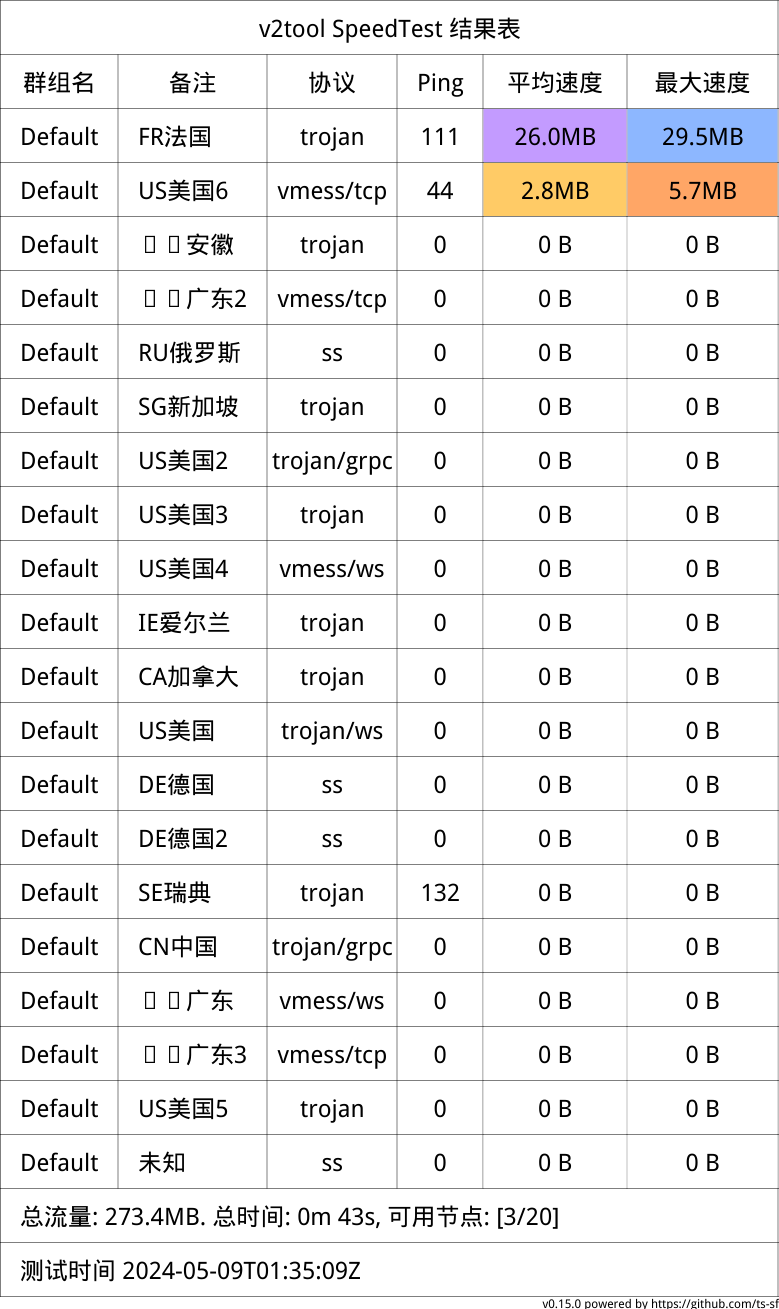 v2tool SpeedTest 结果表
群组名 备注 协议 Ping 平均速度 最大速度
Default FR法国 trojan 111 26.0MB 29.5MB
Default US美国6 vmess/tcp 44 2.8MB 5.7MB
Default 安徽 trojan 0 0 B 0 B
Default 广东2 vmess/tcp 0 0 B 0 B
Default RU俄罗斯 ss 0 0 B 0 B
Default SG新加坡 trojan 0 0 B 0 B
Default US美国2 trojan/grpc 0 0 B 0 B
Default US美国3 trojan 0 0 B 0 B
Default US美国4 vmess/ws 0 0 B 0 B
Default IE爱尔兰 trojan 0 0 B 0 B
Default CA加拿大 trojan 0 0 B 0 B
Default US美国 trojan/ws 0 0 B 0 B
Default DE德国 ss 0 0 B 0 B
Default DE德国2 ss 0 0 B 0 B
Default SE瑞典 trojan 132 0 B 0 B
Default CN中国 trojan/grpc 0 0 B 0 B
Default 广东 vmess/ws 0 0 B 0 B
Default 广东3 vmess/tcp 0 0 B 0 B
Default US美国5 trojan 0 0 B 0 B
Default 未知 ss 0 0 B 0 B
总流量: 273.4MB. 总时间: 0m 43s, 可用节点: [3/20]
测试时间 2024-05-09T01:35:09Z
v0.15.0 powered by https://github.com/ts-sf